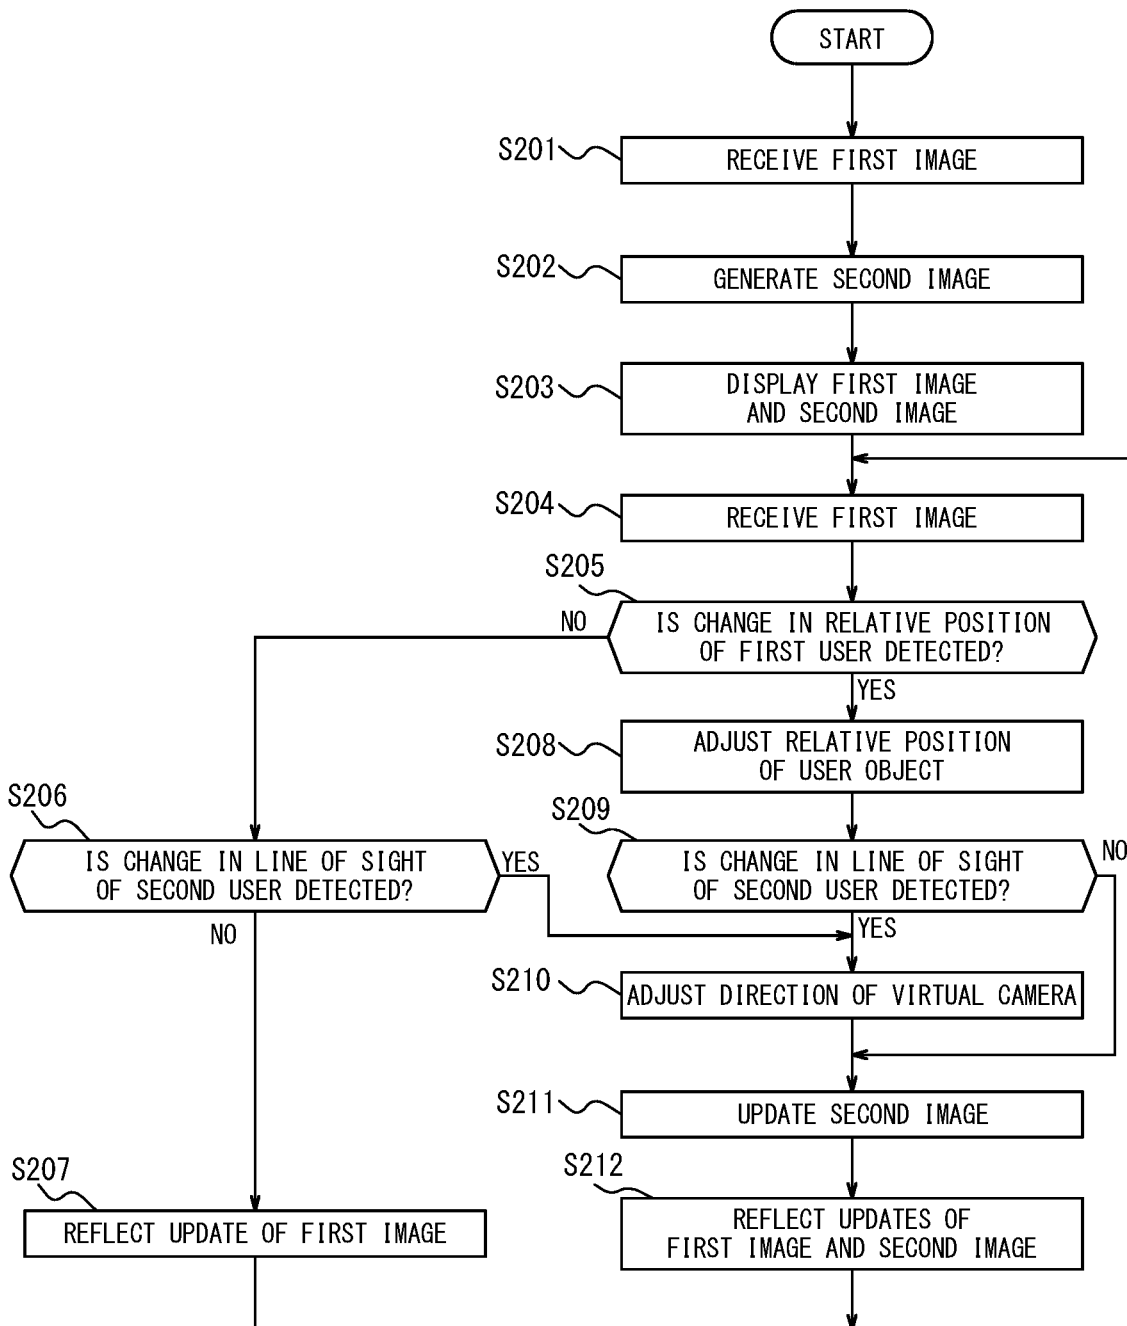 START
S201
RECEIVE FIRST IMAGE
S202
GENERATE SECOND IMAGE
S203
DISPLAY FIRST IMAGE
AND SECOND IMAGE
S204
RECEIVE FIRST IMAGE
S205
IS CHANGE IN RELATIVE POSITION
OF FIRST USER DETECTED?
NO
YES
S208
ADJUST RELATIVE POSITION
OF USER OBJECT
S206
IS CHANGE IN LINE OF SIGHT
OF SECOND USER DETECTED?
YES
NO
S209
IS CHANGE IN LINE OF SIGHT
OF SECOND USER DETECTED?
NO
YES
S210
ADJUST DIRECTION OF VIRTUAL CAMERA
S211
UPDATE SECOND IMAGE
S207
REFLECT UPDATE OF FIRST IMAGE
S212
REFLECT UPDATES OF
FIRST IMAGE AND SECOND IMAGE